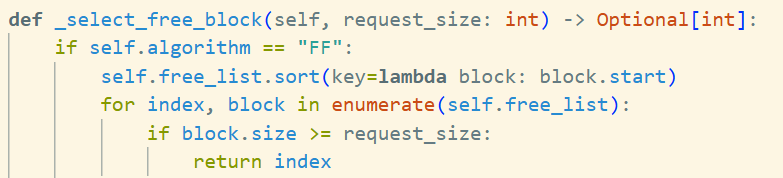 def _select_free_block(self, request_size: int) -> Optional[int]:
    if self.algorithm == "FF":
        self.free_list.sort(key=lambda block: block.start)
        for index, block in enumerate(self.free_list):
            if block.size >= request_size:
                return index